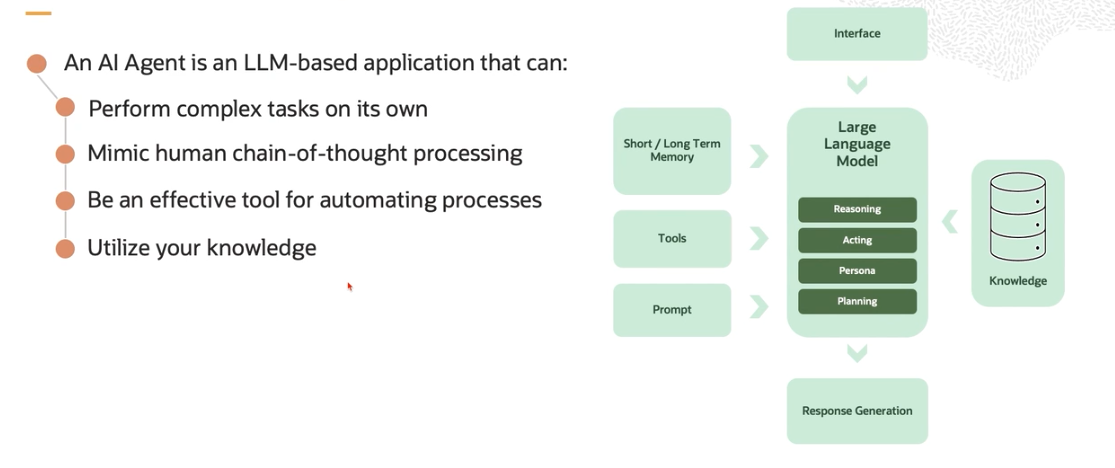 An AI Agent is an LLM-based application that can:
Perform complex tasks on its own
Mimic human chain-of-thought processing
Be an effective tool for automating processes
Utilize your knowledge
Interface
Short / Long Term
Memory
Tools
Prompt
Large
Language
Model
Reasoning
Acting
Persona
Planning
Knowledge
Response Generation